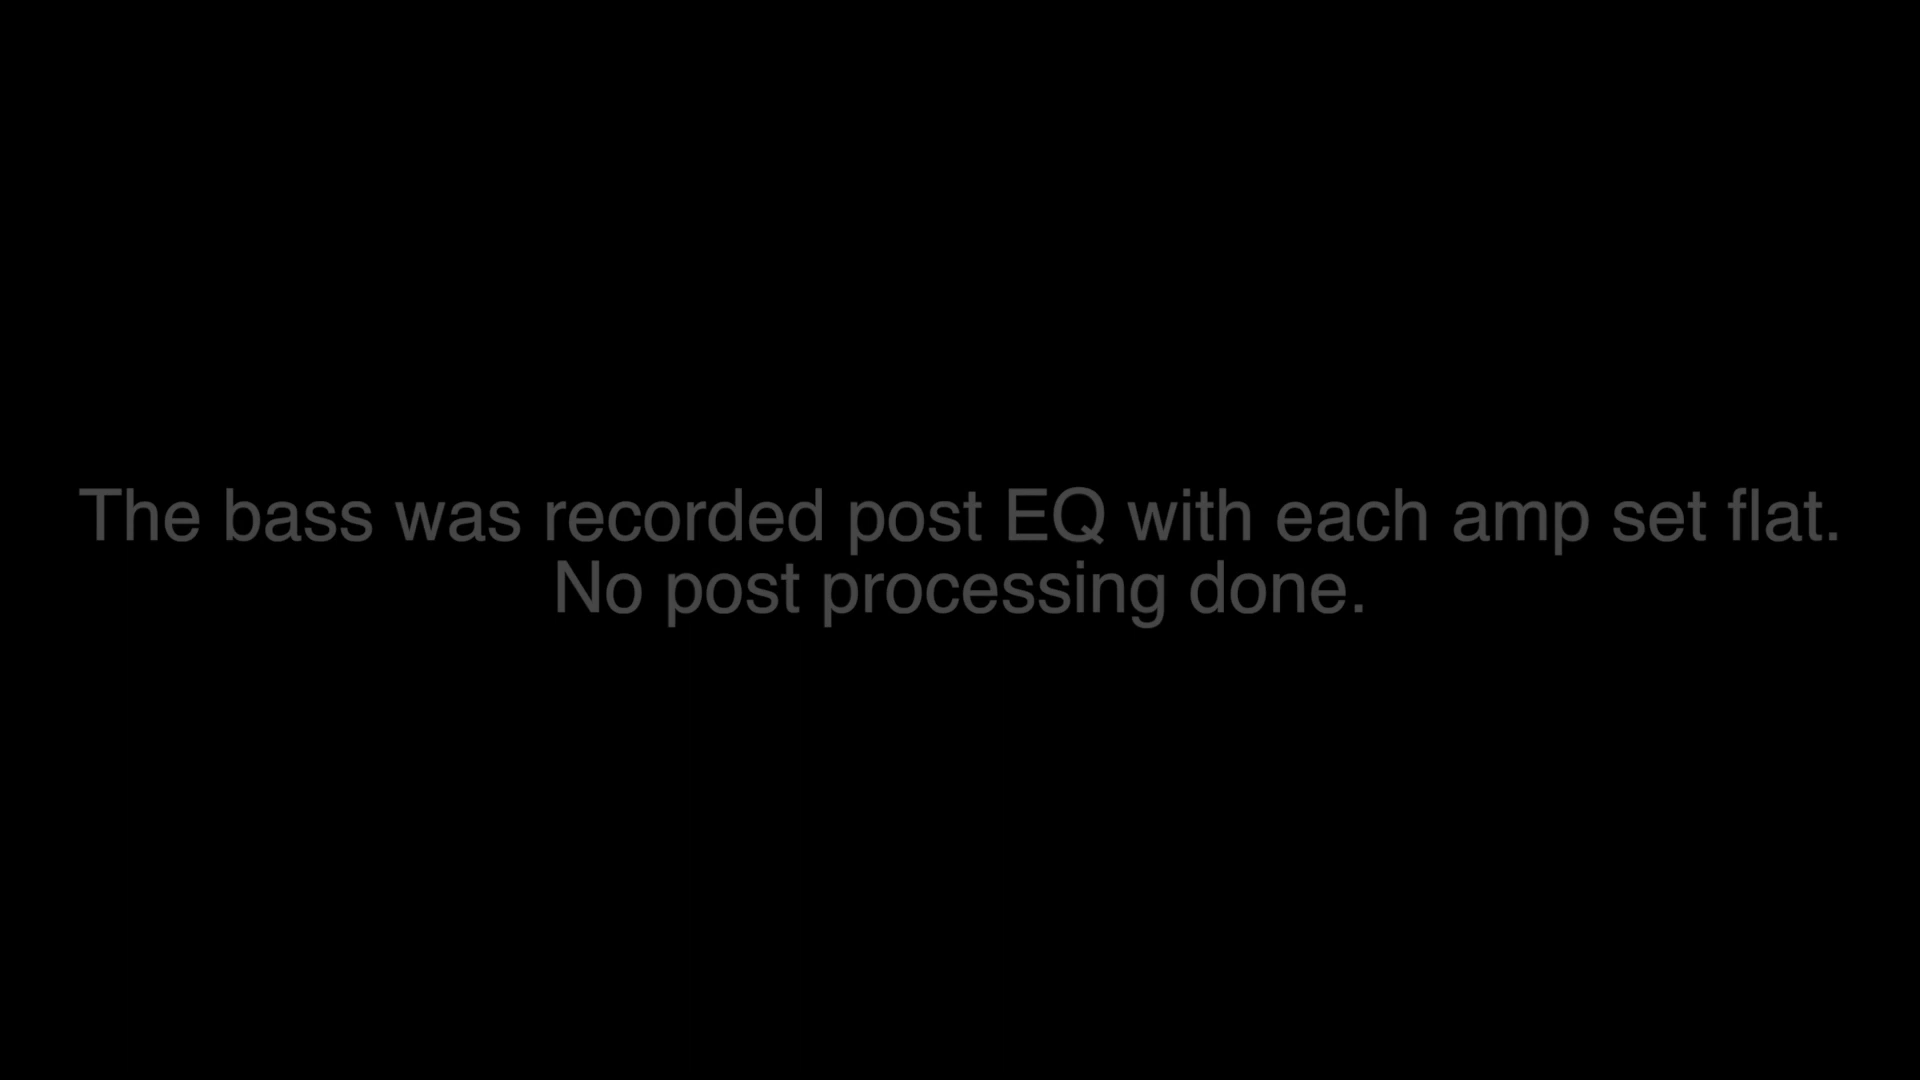 The bass was recorded post EQ with each amp set flat.
No post processing done.